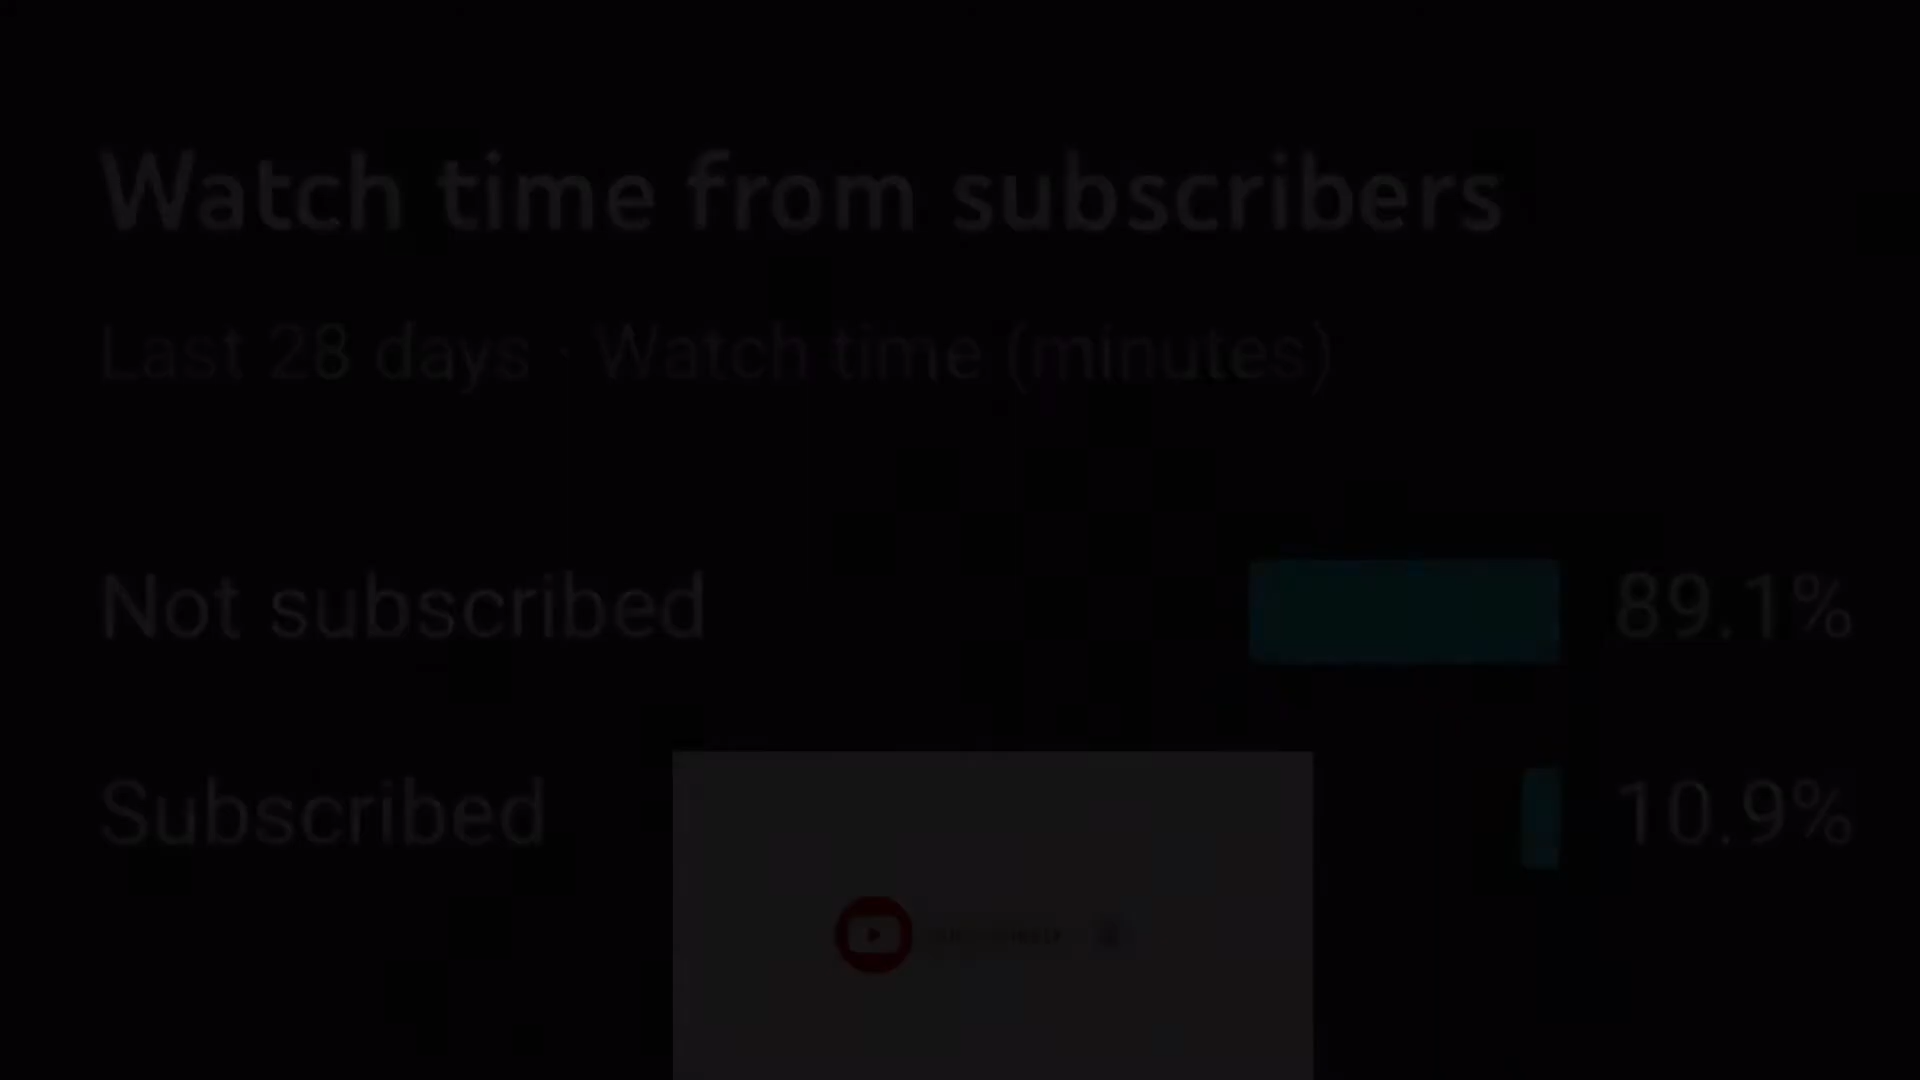 Watch time from subscribers
Last 28 days · Watch time (minutes)
Not subscribed 89.1%
Subscribed 10.9%